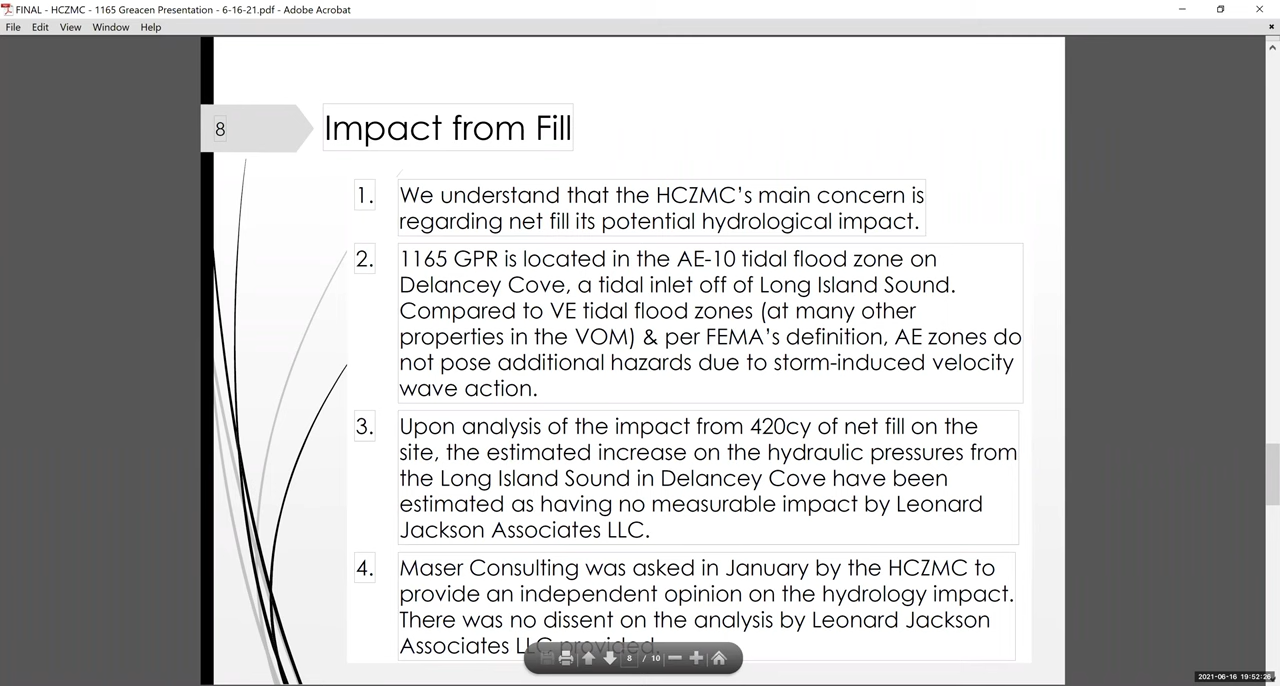 FINAL - HCZMC - 1165 Greacen Presentation - 6-16-21.pdf - Adobe Acrobat
File Edit View Window Help
8
Impact from Fill
1. We understand that the HCZMC's main concern is
regarding net fill its potential hydrological impact.
2. 1165 GPR is located in the AE-10 tidal flood zone on
Delancey Cove, a tidal inlet off of Long Island Sound.
Compared to VE tidal flood zones (at many other
properties in the VOM) & per FEMA's definition, AE zones do
not pose additional hazards due to storm-induced velocity
wave action.
3. Upon analysis of the impact from 420cy of net fill on the
site, the estimated increase on the hydraulic pressures from
the Long Island Sound in Delancey Cove have been
estimated as having no measurable impact by Leonard
Jackson Associates LLC.
4. Maser Consulting was asked in January by the HCZMC to
provide an independent opinion on the hydrology impact.
There was no dissent on the analysis by Leonard Jackson
Associates LLC provided.
8 / 10
2021-06-16 19:52:26